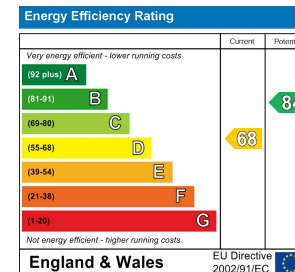 Energy Efficiency Rating
Current
Very energy efficient - lower running costs
(92 plus) A
(81-91) B
(69-80) C
(55-68) D
68
(39-54) E
(21-38) F
(1-20) G
Not energy efficient - higher running costs
England & Wales
EU Directive
2002/91/EC